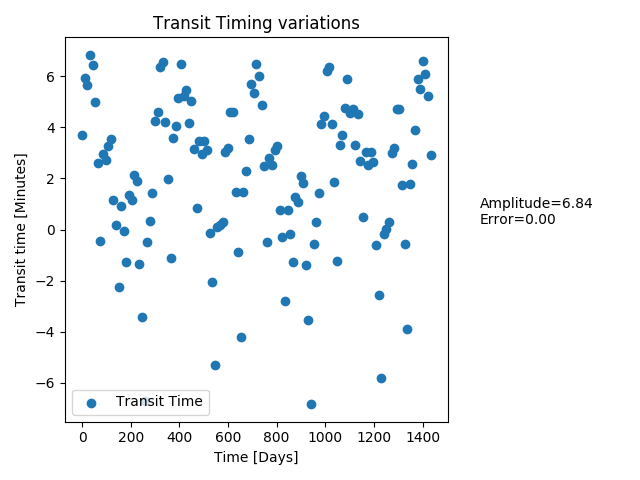 Transit Timing variations
Transit time [Minutes]
6
4
2
0
−2
−4
−6
Transit Time
0 200 400 600 800 1000 1200 1400
Time [Days]
Amplitude=6.84
Error=0.00